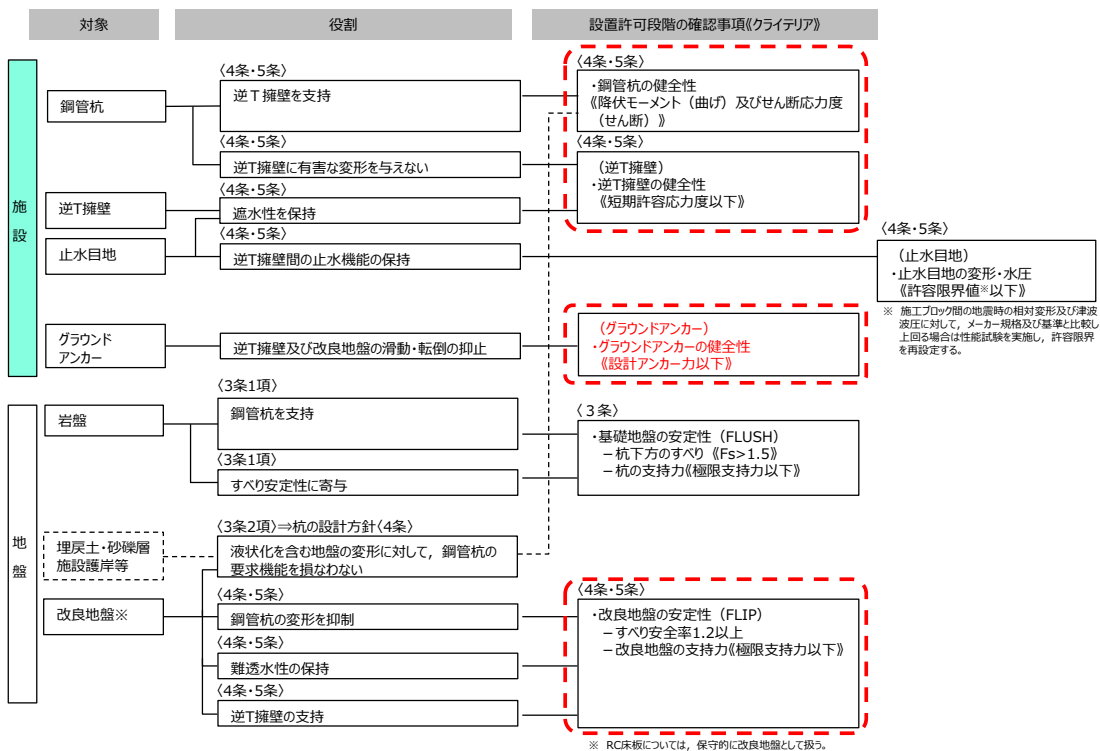 対象
役割
設置許可段階の確認事項《クライテリア》
施
設
鋼管杭
〈4条・5条〉
逆T擁壁を支持
〈4条・5条〉
逆T擁壁に有害な変形を与えない
〈4条・5条〉
・鋼管杭の健全性
《降伏モーメント（曲げ）及びせん断応力度
（せん断）》
〈4条・5条〉
（逆T擁壁）
・逆T擁壁の健全性
《短期許容応力度以下》
逆T擁壁
〈4条・5条〉
遮水性を保持
止水目地
〈4条・5条〉
逆T擁壁間の止水機能の保持
〈4条・5条〉
（止水目地）
・止水目地の変形・水圧
《許容限界値※以下》
※ 施工ブロック間の地震時の相対変形及び津波
波圧に対して，メーカー規格及び基準と比較し
上回る場合は性能試験を実施し，許容限界
を再設定する。
グラウンド
アンカー
逆T擁壁及び改良地盤の滑動・転倒の抑止
（グラウンドアンカー）
・グラウンドアンカーの健全性
《設計アンカー力以下》
地
盤
岩盤
〈3条1項〉
鋼管杭を支持
〈3条1項〉
すべり安定性に寄与
〈３条〉
・基礎地盤の安定性（FLUSH）
－杭下方のすべり《Fs>1.5》
－杭の支持力《極限支持力以下》
埋戻土・砂礫層
施設護岸等
〈3条2項〉⇒杭の設計方針〈4条〉
液状化を含む地盤の変形に対して，鋼管杭の
要求機能を損なわない
改良地盤※
〈4条・5条〉
鋼管杭の変形を抑制
〈4条・5条〉
難透水性の保持
〈4条・5条〉
逆T擁壁の支持
〈4条・5条〉
・改良地盤の安定性（FLIP）
－すべり安全率1.2以上
－改良地盤の支持力《極限支持力以下》
※ RC床板については，保守的に改良地盤として扱う。